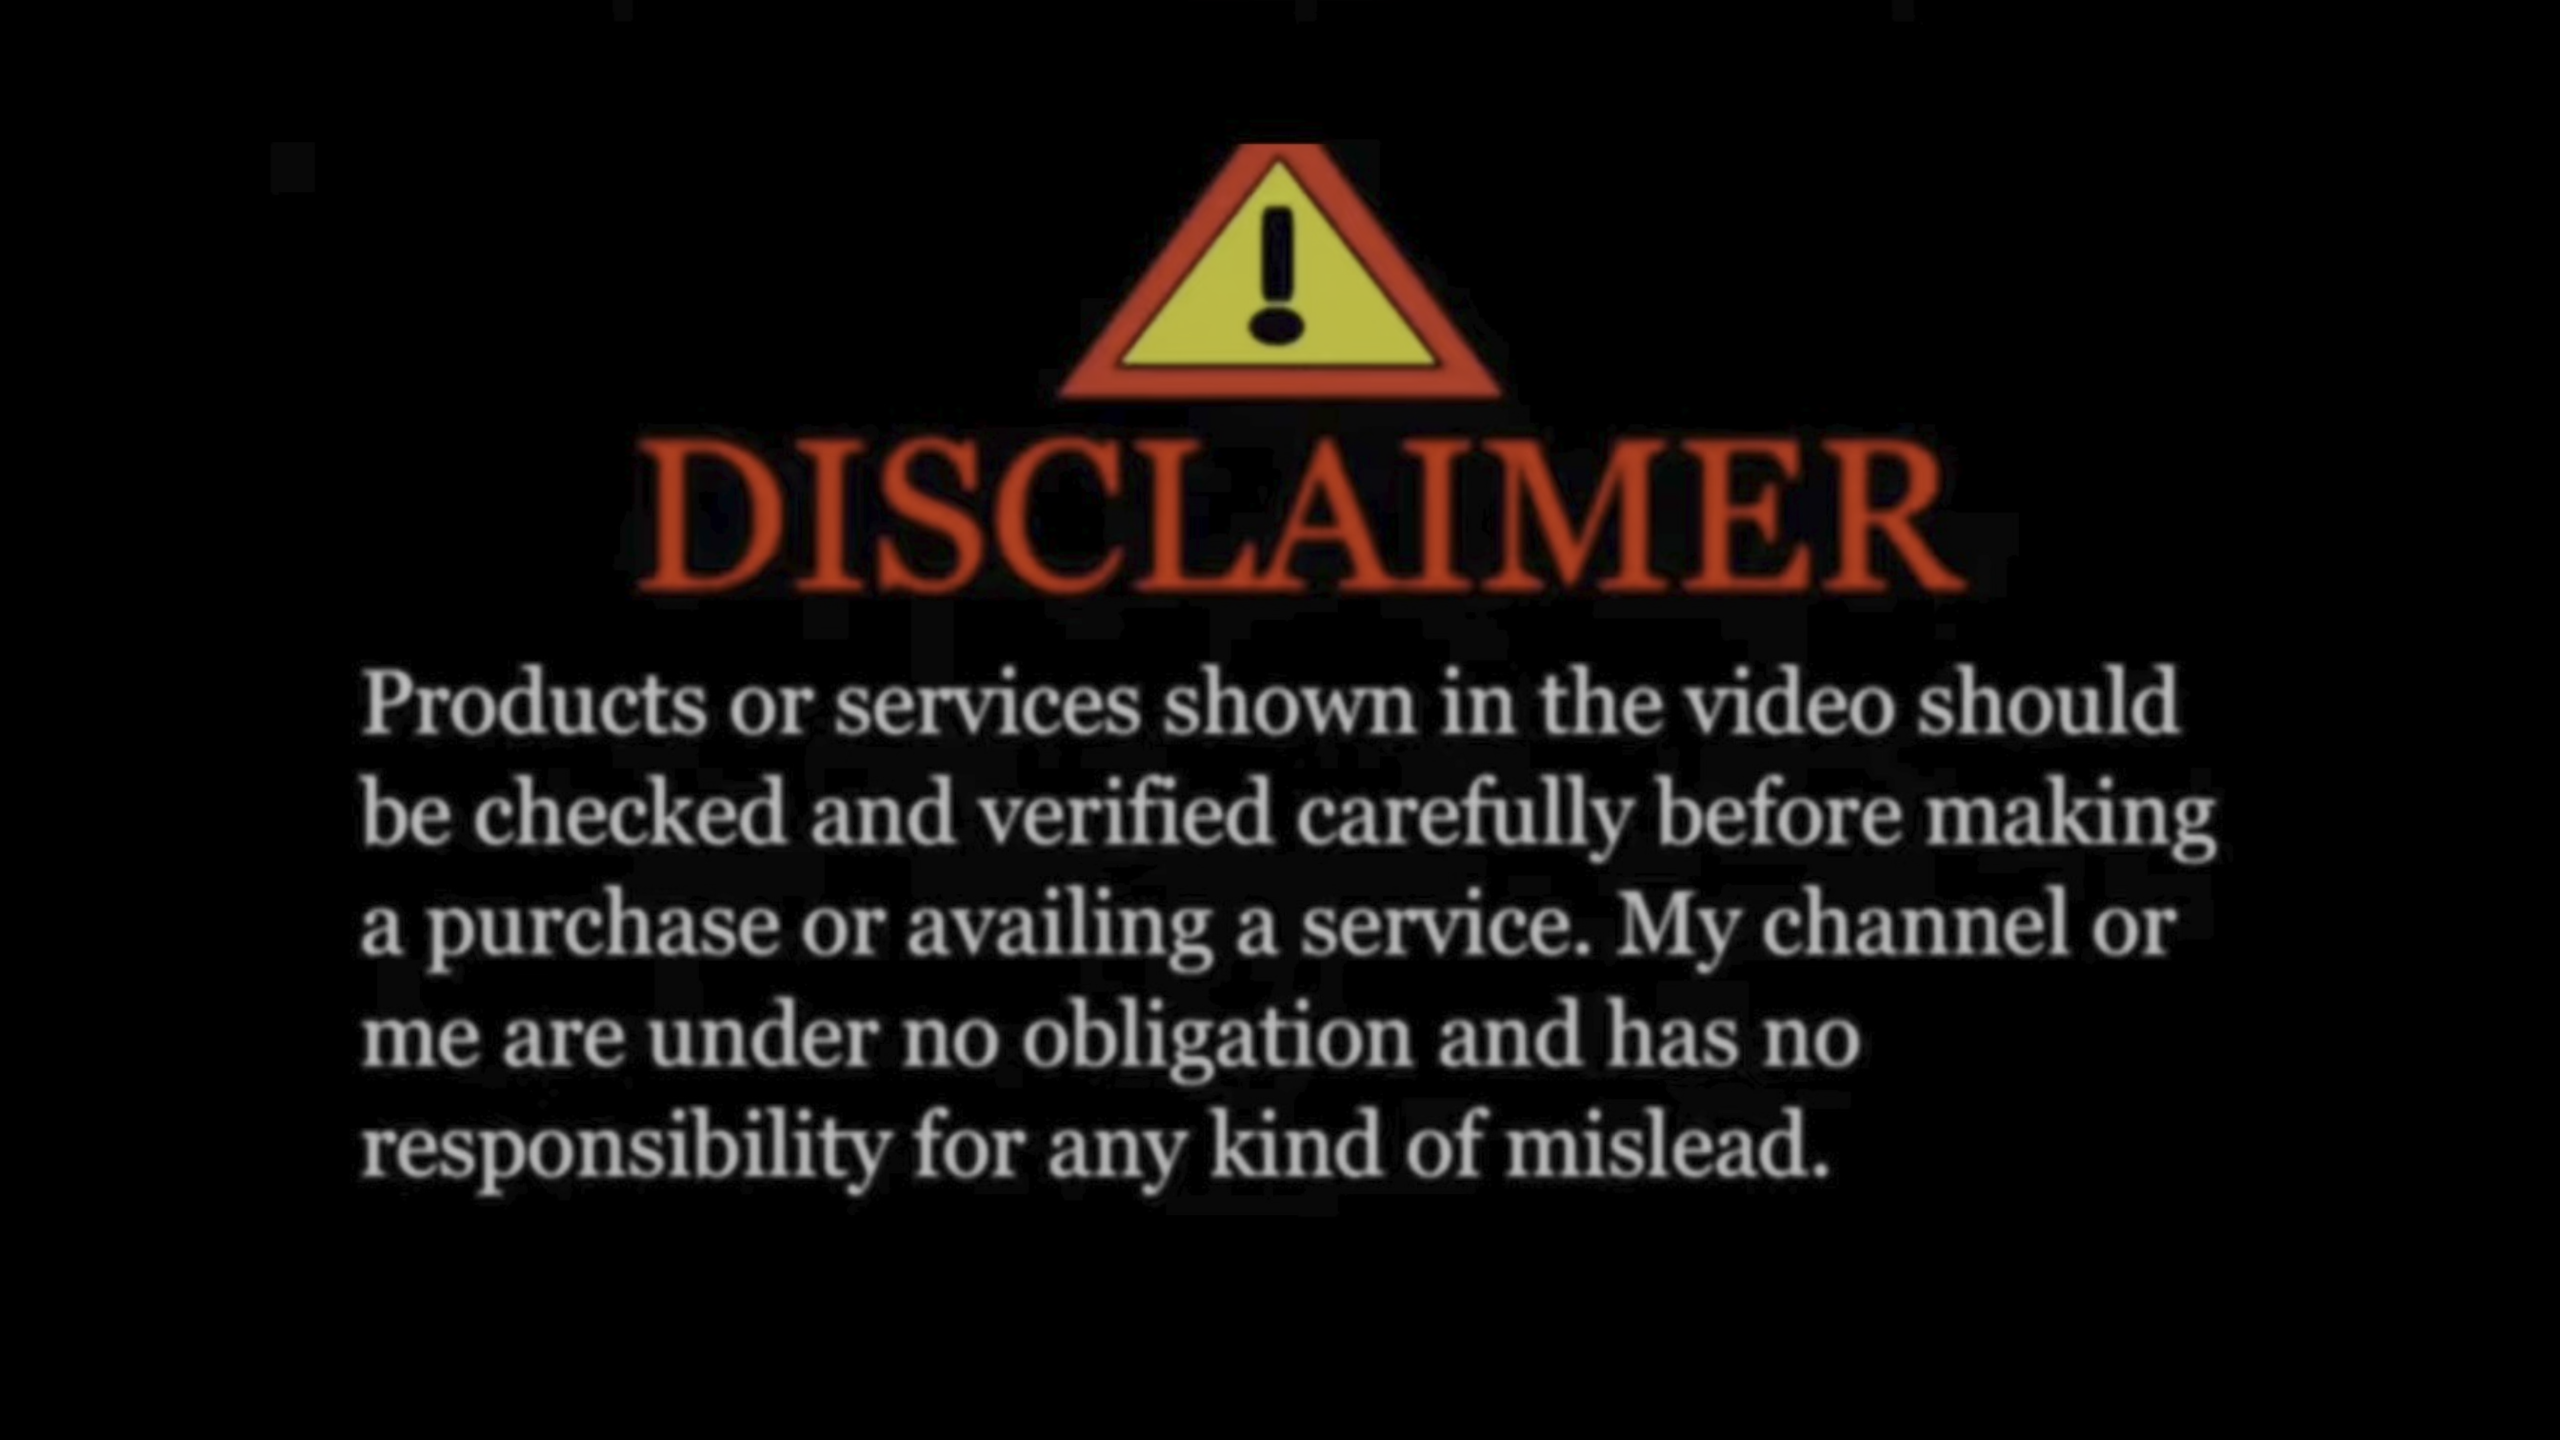 DISCLAIMER
Products or services shown in the video should
be checked and verified carefully before making
a purchase or availing a service. My channel or
me are under no obligation and has no
responsibility for any kind of mislead.